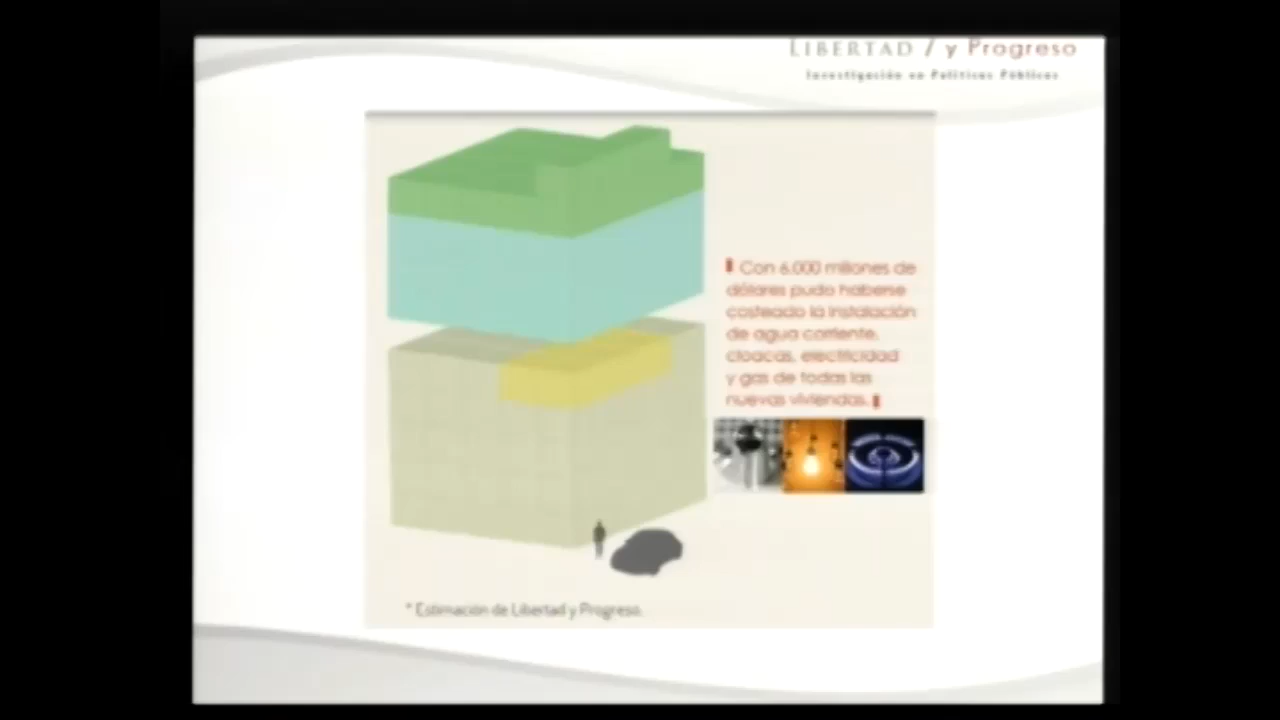 LIBERTAD / y Progreso
Investigación en Políticas Públicas
Con 6.000 millones de
dólares pudo haberse
costeado la instalación
de agua corriente,
cloacas, electricidad
y gas de todas las
nuevas viviendas.
* Estimación de Libertad y Progreso.